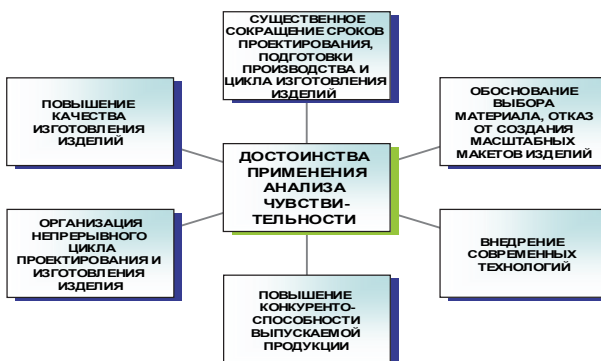 СУЩЕСТВЕННОЕ
СОКРАЩЕНИЕ СРОКОВ
ПРОЕКТИРОВАНИЯ,
ПОДГОТОВКИ
ПРОИЗВОДСТВА И
ЦИКЛА ИЗГОТОВЛЕНИЯ
ИЗДЕЛИЙ
ПОВЫШЕНИЕ
КАЧЕСТВА
ИЗГОТОВЛЕНИЯ
ИЗДЕЛИЙ
ОБОСНОВАНИЕ
ВЫБОРА
МАТЕРИАЛА, ОТКАЗ
ОТ СОЗДАНИЯ
МАСШТАБНЫХ
МАКЕТОВ ИЗДЕЛИЙ
ДОСТОИНСТВА
ПРИМЕНЕНИЯ
АНАЛИЗА
ЧУВСТВИ-
ТЕЛЬНОСТИ
ОРГАНИЗАЦИЯ
НЕПРЕРЫВНОГО
ЦИКЛА
ПРОЕКТИРОВАНИЯ И
ИЗГОТОВЛЕНИЯ
ИЗДЕЛИЯ
ВНЕДРЕНИЕ
СОВРЕМЕННЫХ
ТЕХНОЛОГИЙ
ПОВЫШЕНИЕ
КОНКУРЕНТО-
СПОСОБНОСТИ
ВЫПУСКАЕМОЙ
ПРОДУКЦИИ